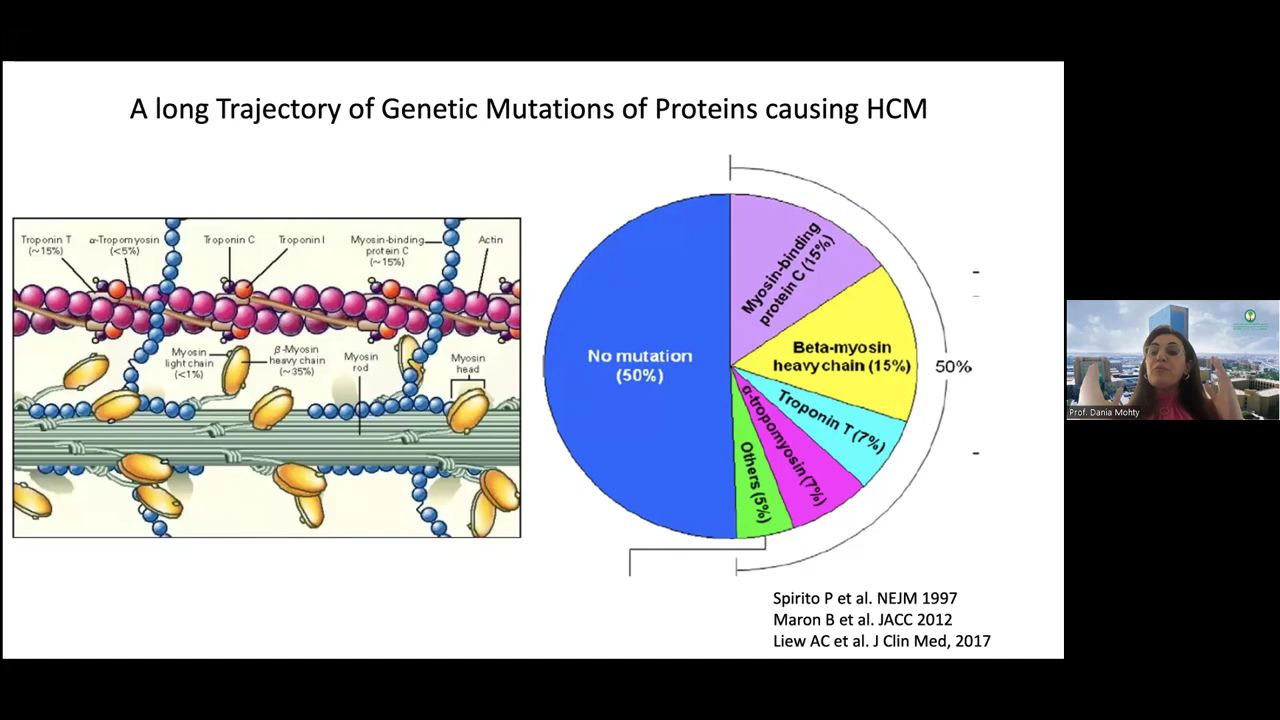 A long Trajectory of Genetic Mutations of Proteins causing HCM
Troponin T
(~15%)
α-Tropomyosin
(<5%)
Troponin C
Troponin I
Myosin-binding
protein C
(~15%)
Actin
Myosin
light chain
(<1%)
β-Myosin
heavy chain
(~35%)
Myosin
rod
Myosin
head
No mutation
(50%)
Myosin-binding
protein C (15%)
Beta-myosin
heavy chain (15%)
Troponin T (7%)
α-tropomyosin (7%)
Others (5%)
50%
Spirito P et al. NEJM 1997
Maron B et al. JACC 2012
Liew AC et al. J Clin Med, 2017
Prof. Dania Mohty